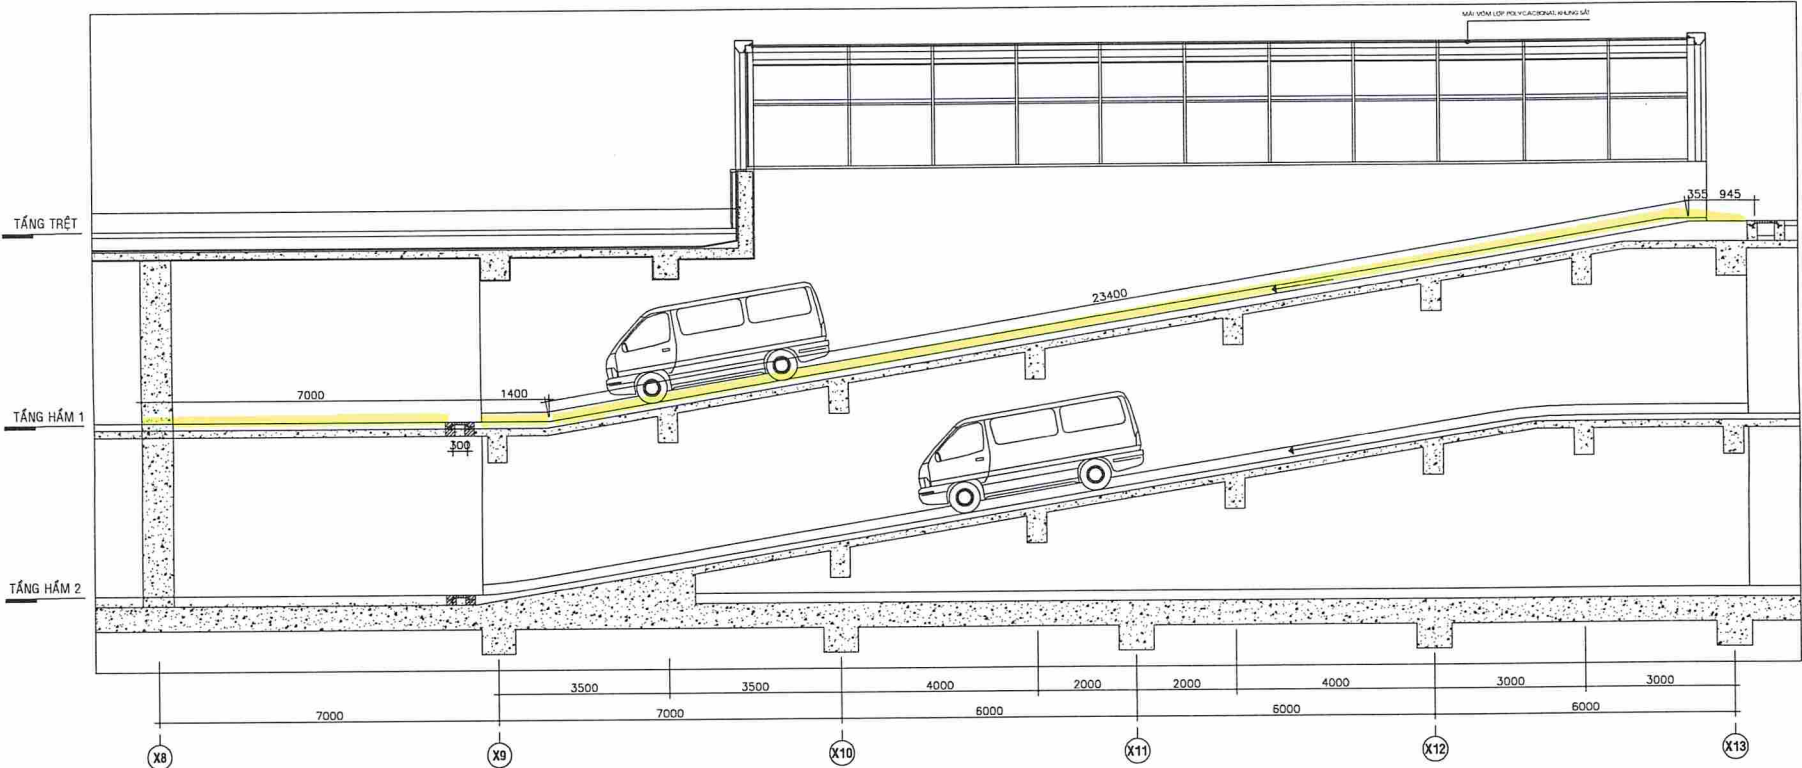 MÁI VÒM LỢP POLYCACBONAT, KHUNG SẮT
355 945
TẦNG TRỆT
23400
7000 1400
TẦNG HẦM 1
300
TẦNG HẦM 2
3500 3500 4000 2000 2000 4000 3000 3000
7000 7000 6000 6000 6000
X8 X9 X10 X11 X12 X13